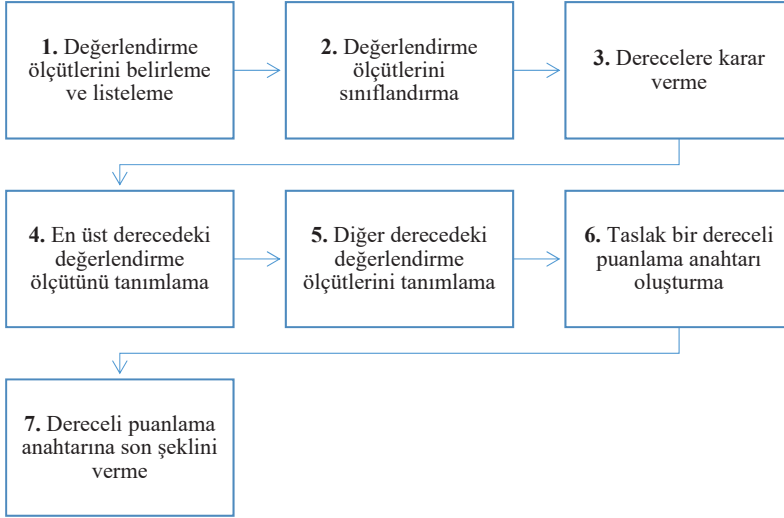 1. Değerlendirme
ölçütlerini belirleme
ve listeleme
2. Değerlendirme
ölçütlerini
sınıflandırma
3. Derecelere karar
verme
4. En üst derecedeki
değerlendirme
ölçütünü tanımlama
5. Diğer derecedeki
değerlendirme
ölçütlerini tanımlama
6. Taslak bir dereceli
puanlama anahtarı
oluşturma
7. Dereceli puanlama
anahtarına son şeklini
verme